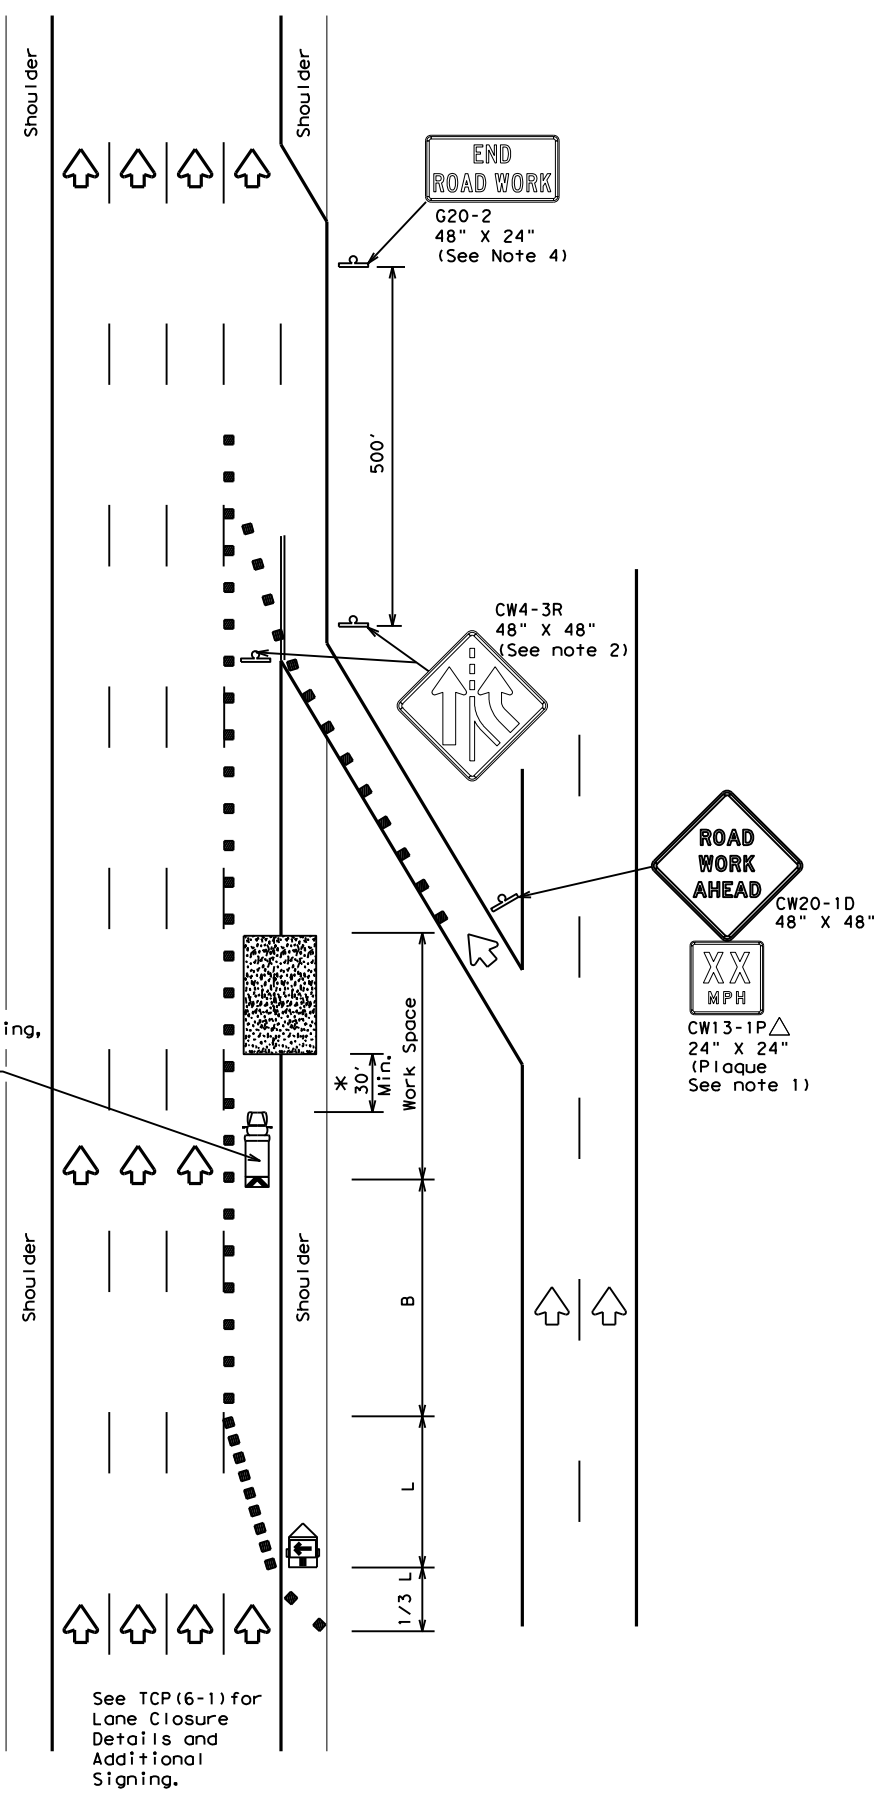 Shoulder
Shoulder
END
ROAD WORK
G20-2
48" X 24"
(See Note 4)
500'
CW4-3R
48" X 48"
(See note 2)
ROAD
WORK
AHEAD
CW20-1D
48" X 48"
XX
MPH
CW13-1P
24" X 24"
(Plaque
See note 1)
ing,
Work Space
*
30'
Min.
Shoulder
Shoulder
B
L
1/3 L
See TCP(6-1)for
Lane Closure
Details and
Additional
Signing.